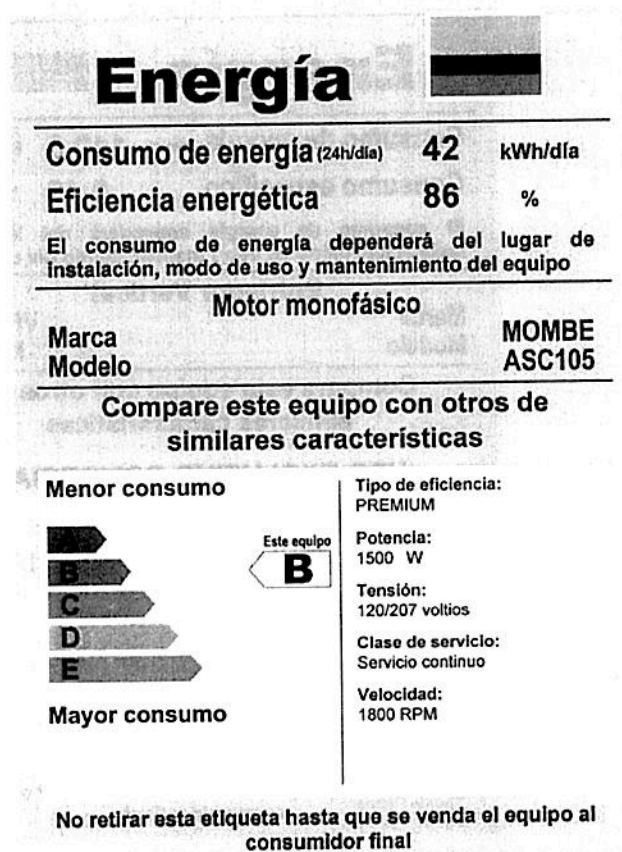 Energía
Consumo de energía (24h/día) 42 kWh/día
Eficiencia energética 86 %
El consumo de energía dependerá del lugar de
instalación, modo de uso y mantenimiento del equipo
Motor monofásico
Marca MOMBE
Modelo ASC105
Compare este equipo con otros de
similares características
Menor consumo
A
B
C
D
E
Mayor consumo
Este equipo
B
Tipo de eficiencia:
PREMIUM
Potencia:
1500 W
Tensión:
120/207 voltios
Clase de servicio:
Servicio continuo
Velocidad:
1800 RPM
No retirar esta etiqueta hasta que se venda el equipo al
consumidor final